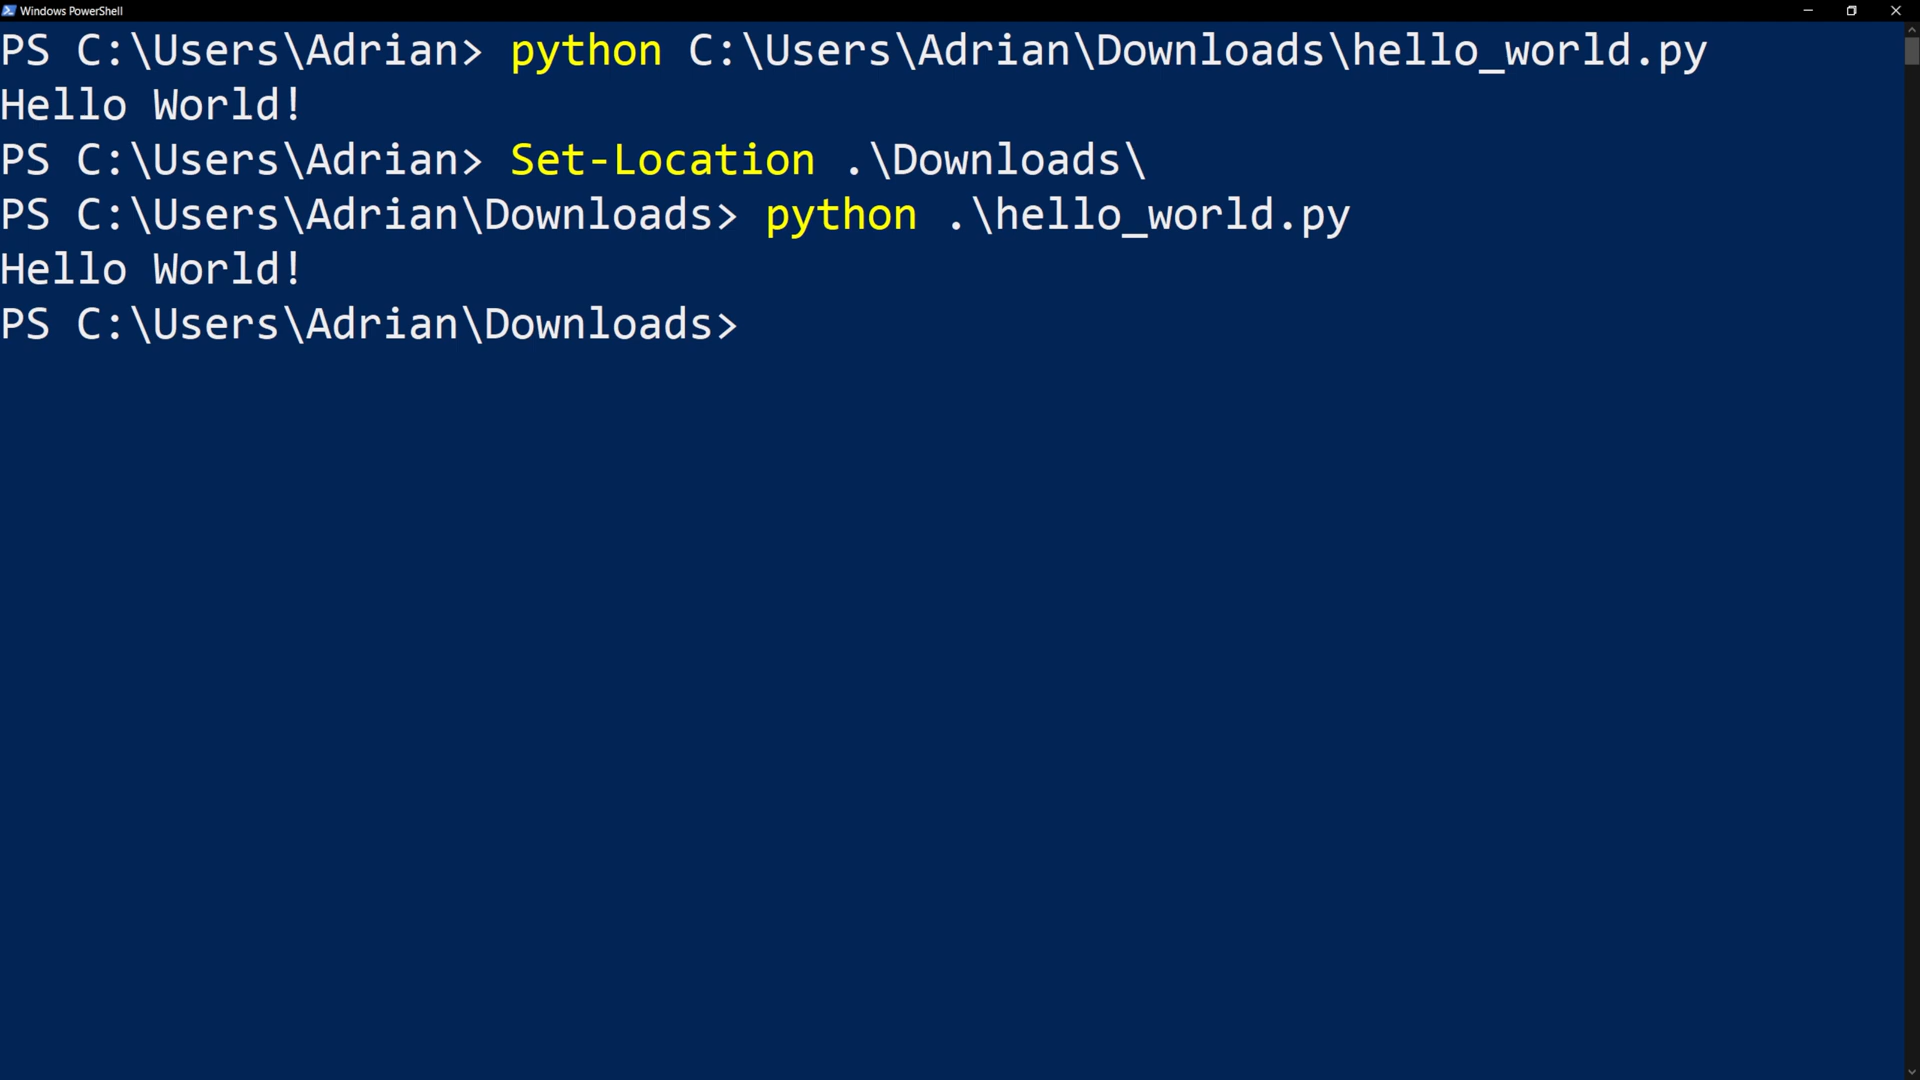 Windows PowerShell
PS C:\Users\Adrian> python C:\Users\Adrian\Downloads\hello_world.py
Hello World!
PS C:\Users\Adrian> Set-Location .\Downloads\
PS C:\Users\Adrian\Downloads> python .\hello_world.py
Hello World!
PS C:\Users\Adrian\Downloads>